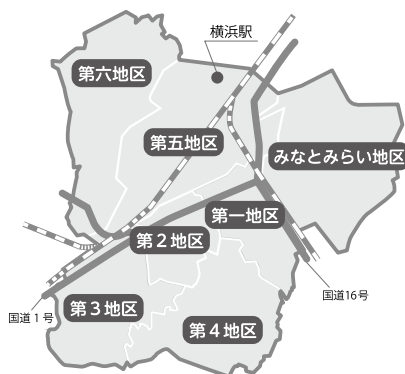 横浜駅
第六地区
第五地区
みなとみらい地区
第一地区
第２地区
国道16号
第３地区
国道１号
第４地区